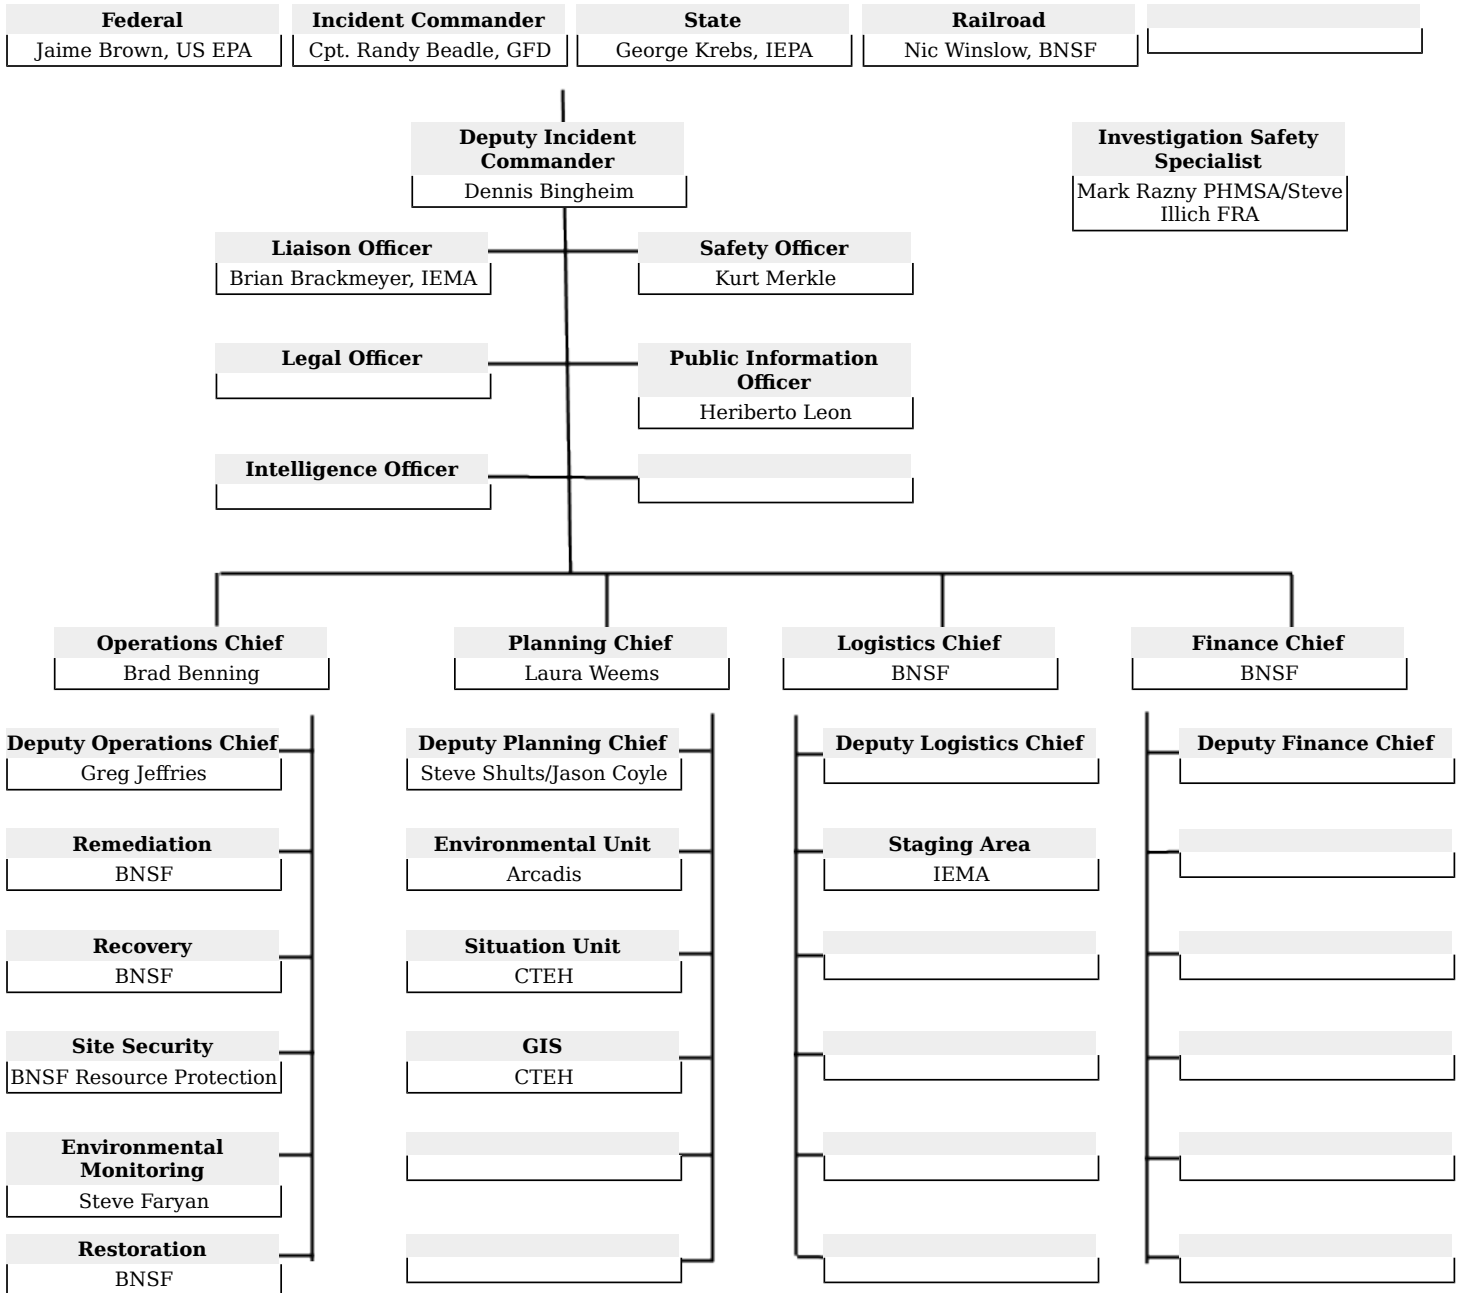 Federal
Jaime Brown, US EPA
Incident Commander
Cpt. Randy Beadle, GFD
State
George Krebs, IEPA
Railroad
Nic Winslow, BNSF
Deputy Incident
Commander
Dennis Bingheim
Investigation Safety
Specialist
Mark Razny PHMSA/Steve
Illich FRA
Liaison Officer
Brian Brackmeyer, IEMA
Safety Officer
Kurt Merkle
Legal Officer
Public Information
Officer
Heriberto Leon
Intelligence Officer
Operations Chief
Brad Benning
Planning Chief
Laura Weems
Logistics Chief
BNSF
Finance Chief
BNSF
Deputy Operations Chief
Greg Jeffries
Deputy Planning Chief
Steve Shults/Jason Coyle
Deputy Logistics Chief
Deputy Finance Chief
Remediation
BNSF
Environmental Unit
Arcadis
Staging Area
IEMA
Recovery
BNSF
Situation Unit
CTEH
Site Security
BNSF Resource Protection
GIS
CTEH
Environmental
Monitoring
Steve Faryan
Restoration
BNSF